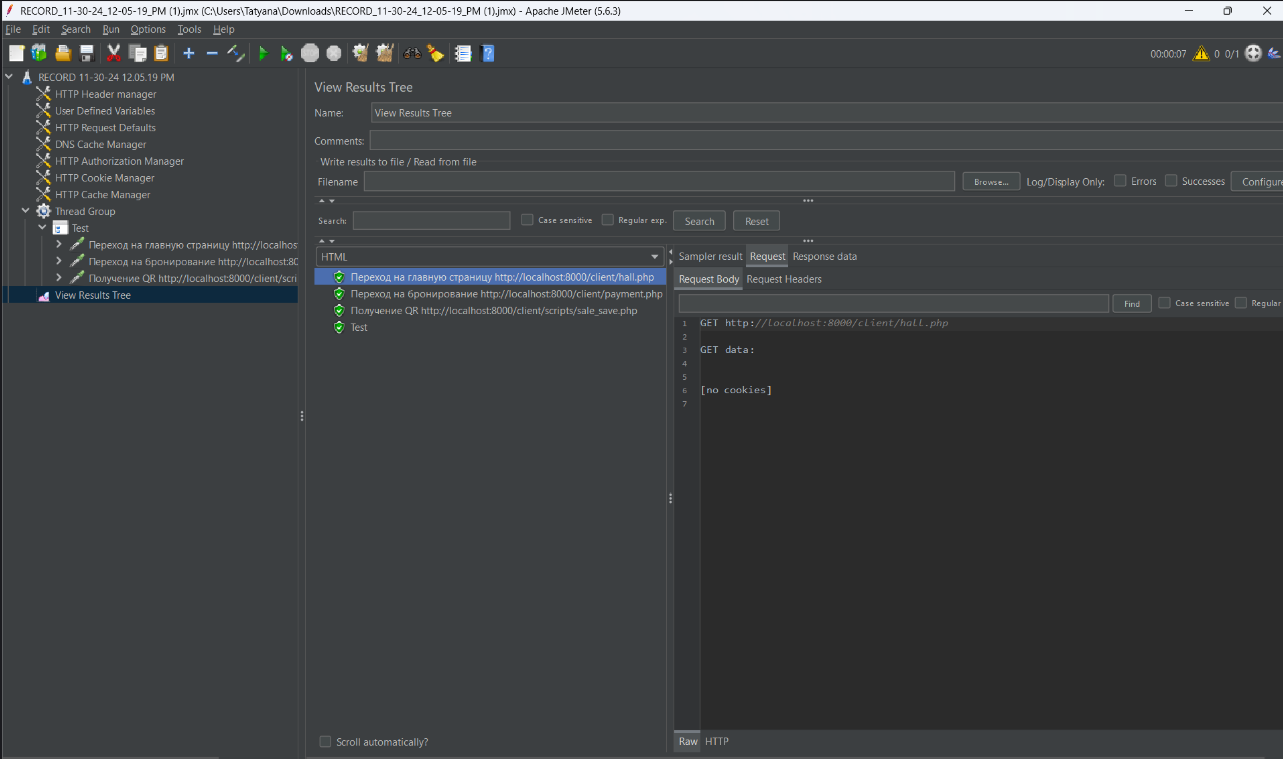 RECORD_11-30-24_12-05-19_PM (1).jmx (C:\Users\Tatyana\Downloads\RECORD_11-30-24_12-05-19_PM (1).jmx) - Apache JMeter (5.6.3)
File Edit Search Run Options Tools Help
00:00:07 0 0/1
RECORD 11-30-24 12.05.19 PM
HTTP Header manager
User Defined Variables
HTTP Request Defaults
DNS Cache Manager
HTTP Authorization Manager
HTTP Cookie Manager
HTTP Cache Manager
Thread Group
Test
Переход на главную страницу http://localhos
Переход на бронирование http://localhost:80
Получение QR http://localhost:8000/client/scri
View Results Tree
View Results Tree
Name: View Results Tree
Comments:
Write results to file / Read from file
Filename Browse... Log/Display Only: Errors Successes Configure
Search: Case sensitive Regular exp. Search Reset
HTML
Переход на главную страницу http://localhost:8000/client/hall.php
Переход на бронирование http://localhost:8000/client/payment.php
Получение QR http://localhost:8000/client/scripts/sale_save.php
Test
Scroll automatically?
Sampler result Request Response data
Request Body Request Headers
Find Case sensitive Regular
1 GET http://localhost:8000/client/hall.php
2
3 GET data:
4
5
6 [no cookies]
7
Raw HTTP